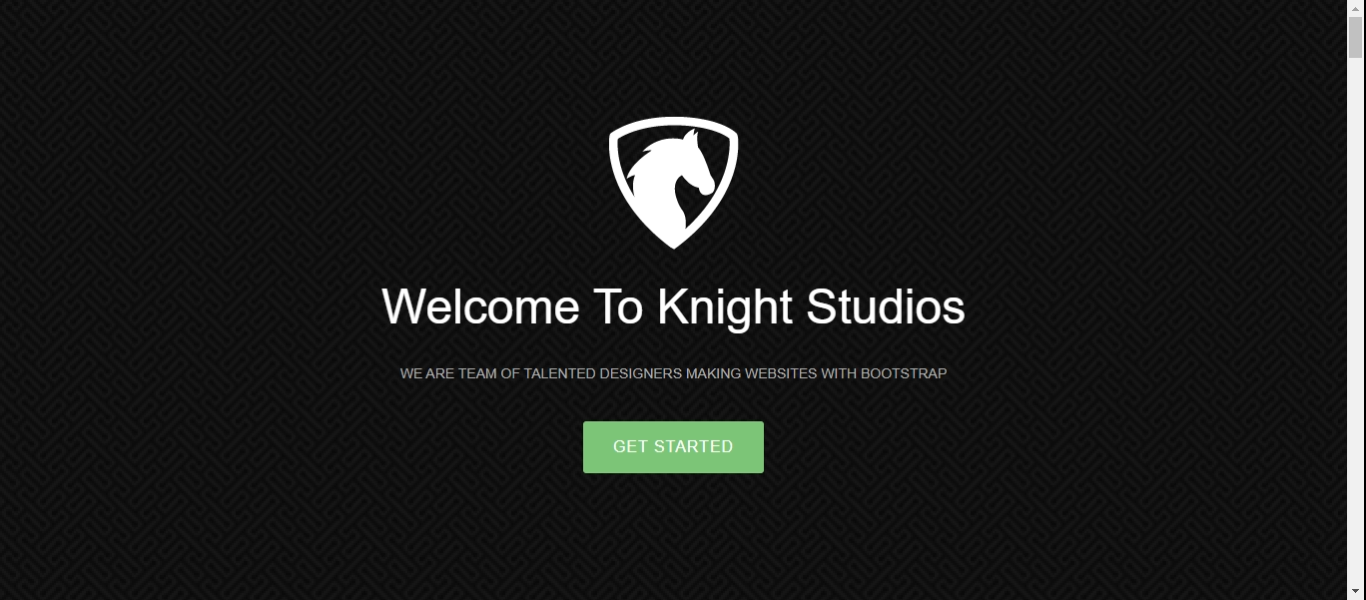 Welcome To Knight Studios
WE ARE TEAM OF TALENTED DESIGNERS MAKING WEBSITES WITH BOOTSTRAP
GET STARTED